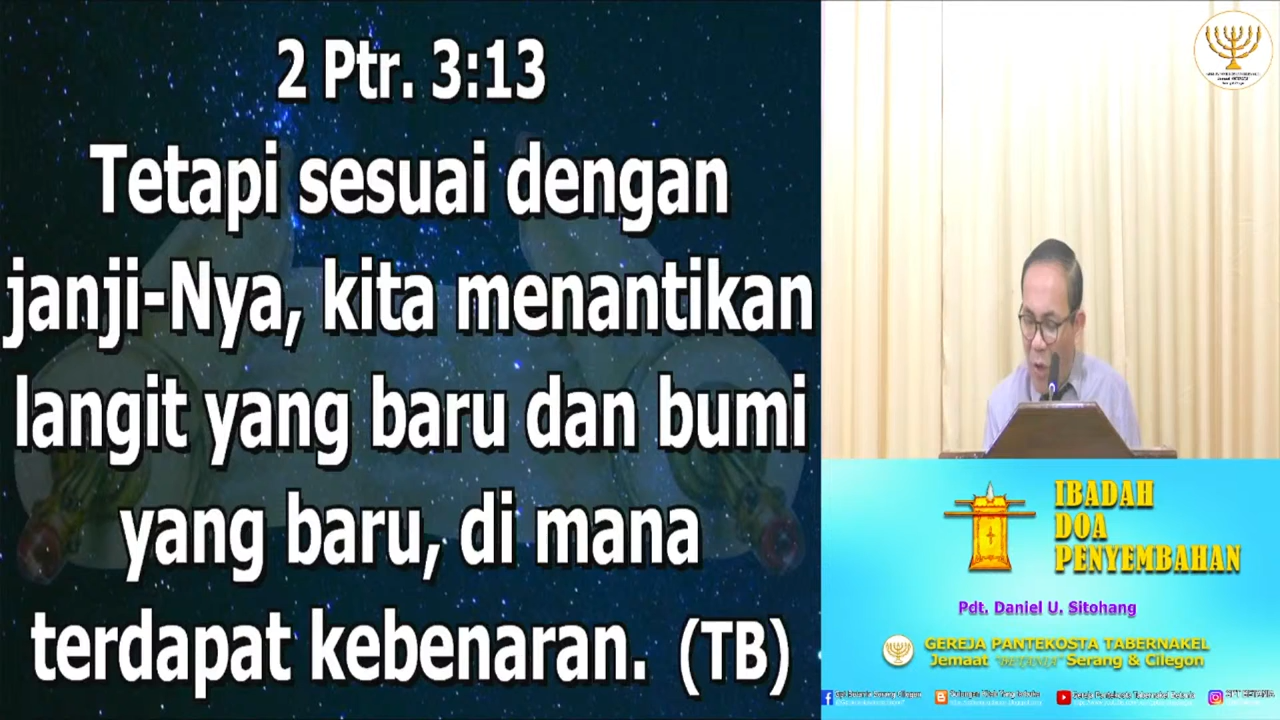 2 Ptr. 3:13
Tetapi sesuai dengan
janji-Nya, kita menantikan
langit yang baru dan bumi
yang baru, di mana
terdapat kebenaran. (TB)
IBADAH
DOA
PENYEMBAHAN
Pdt. Daniel U. Sitohang
GEREJA PANTEKOSTA TABERNAKEL
Jemaat "BETANIA" Serang & Cilegon